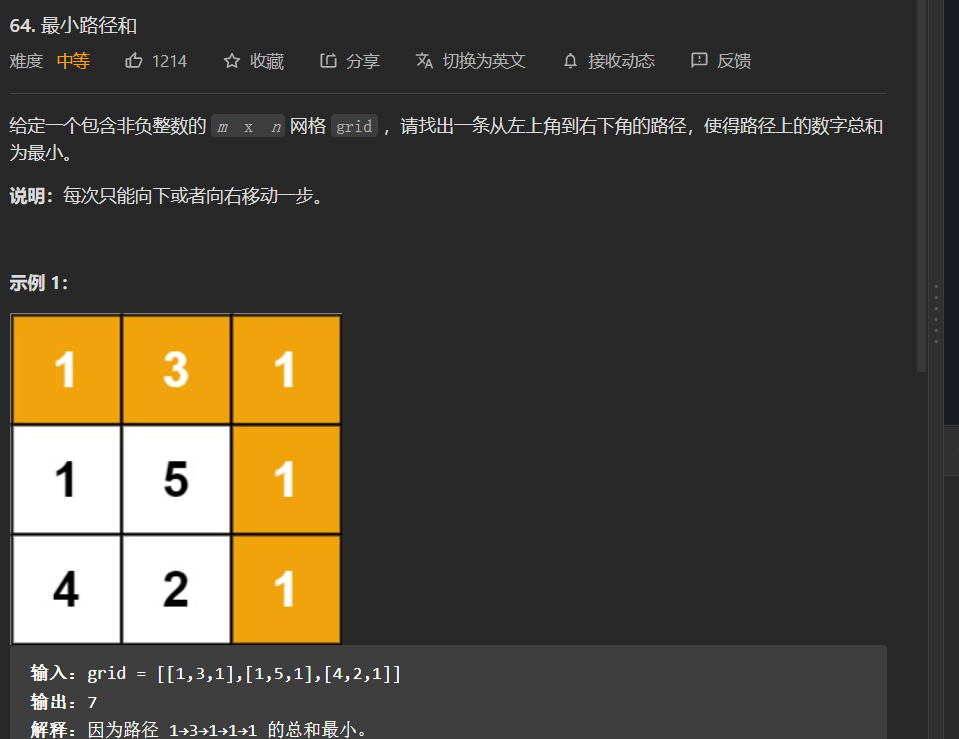 64. 最小路径和
难度 中等 1214 收藏 分享 切换为英文 接收动态 反馈
给定一个包含非负整数的 m x n 网格 grid ，请找出一条从左上角到右下角的路径，使得路径上的数字总和
为最小。
说明：每次只能向下或者向右移动一步。
示例 1：
1 3 1
1 5 1
4 2 1
输入：grid = [[1,3,1],[1,5,1],[4,2,1]]
输出：7
解释：因为路径 1→3→1→1→1 的总和最小。